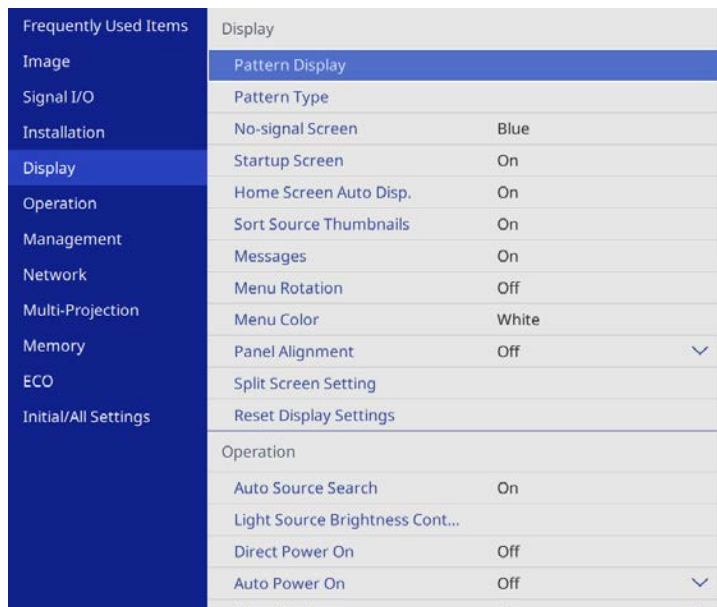 Frequently Used Items
Image
Signal I/O
Installation
Display
Operation
Management
Network
Multi-Projection
Memory
ECO
Initial/All Settings
Display
Pattern Display
Pattern Type
No-signal Screen Blue
Startup Screen On
Home Screen Auto Disp. On
Sort Source Thumbnails On
Messages On
Menu Rotation Off
Menu Color White
Panel Alignment Off
Split Screen Setting
Reset Display Settings
Operation
Auto Source Search On
Light Source Brightness Cont...
Direct Power On Off
Auto Power On Off